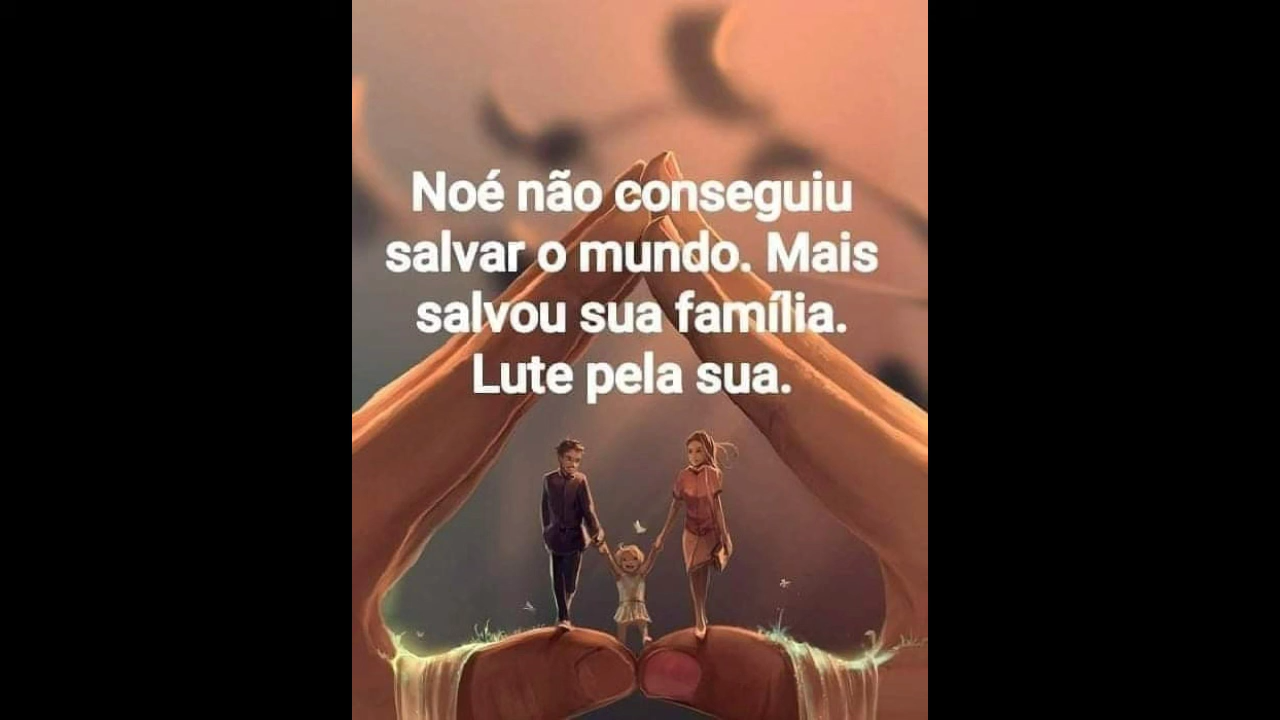 Noé não conseguiu
salvar o mundo. Mais
salvou sua família.
Lute pela sua.